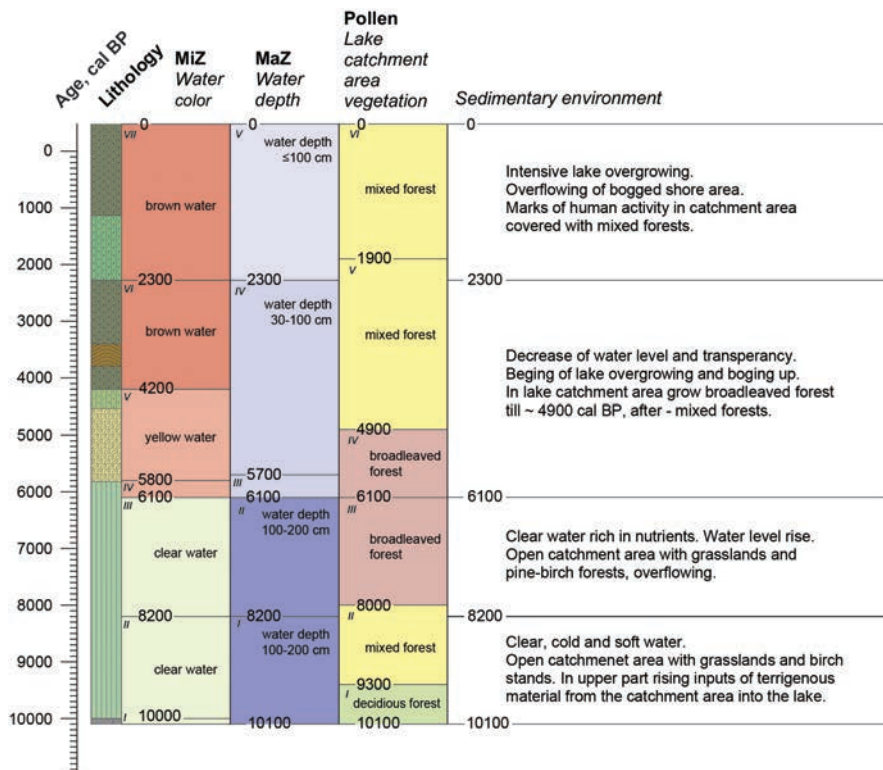 Age, cal BP
Lithology
MiZ
Water
color
MaZ
Water
depth
Pollen
Lake
catchment
area
vegetation
Sedimentary environment
0
1000
2000
3000
4000
5000
6000
7000
8000
9000
10000
0
VII
brown water
2300
VI
brown water
4200
V
yellow water
5800
IV
6100
III
clear water
8200
II
clear water
I
10000
0
V
water depth
≤100 cm
2300
IV
water depth
30-100 cm
5700
III
6100
II
water depth
100-200 cm
8200
I
water depth
100-200 cm
10100
0
VI
mixed forest
1900
V
mixed forest
4900
IV
broadleaved
forest
6100
III
broadleaved
forest
8000
II
mixed forest
9300
I
decidious forest
10100
0
Intensive lake overgrowing.
Overflowing of bogged shore area.
Marks of human activity in catchment area
covered with mixed forests.
2300
Decrease of water level and transperancy.
Beging of lake overgrowing and boging up.
In lake catchment area grow broadleaved forest
till ~ 4900 cal BP, after - mixed forests.
6100
Clear water rich in nutrients. Water level rise.
Open catchment area with grasslands and
pine-birch forests, overflowing.
8200
Clear, cold and soft water.
Open catchmenet area with grasslands and birch
stands. In upper part rising inputs of terrigenous
material from the catchment area into the lake.
10100